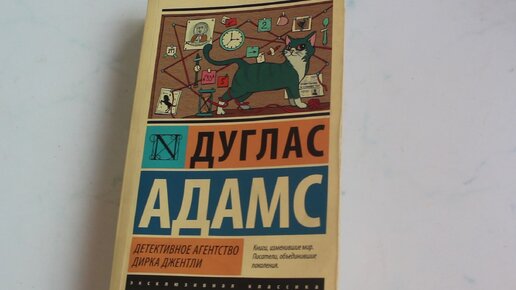 N ДУГЛАС
АДАМС
ДЕТЕКТИВНОЕ АГЕНТСТВО
ДИРКА ДЖЕНТЛИ
Книги, изменившие мир.
Писатели, объединившие
поколения.
ЭКСКЛЮЗИВНАЯ КЛАССИКА